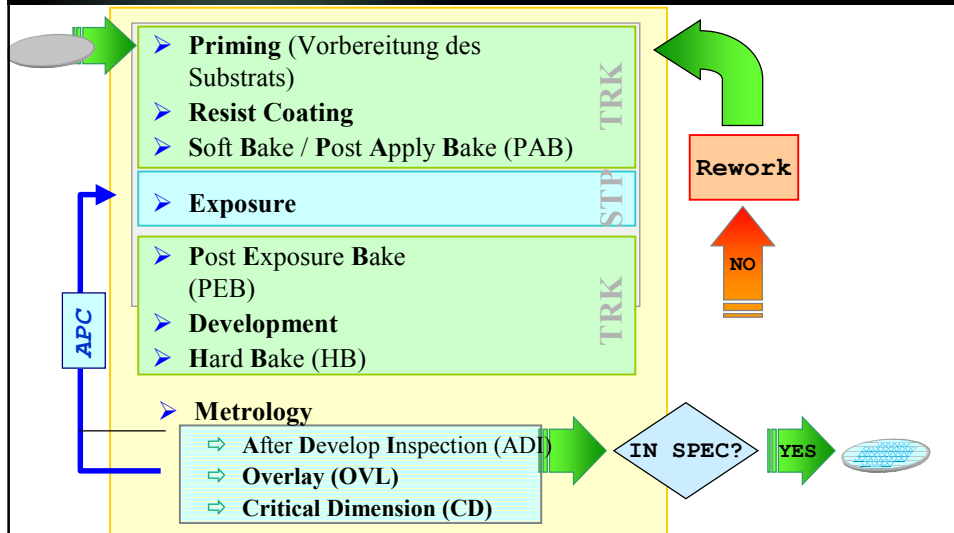 Priming (Vorbereitung des
Substrats)
Resist Coating
Soft Bake / Post Apply Bake (PAB)
TRK
Exposure
STP
Post Exposure Bake
(PEB)
Development
Hard Bake (HB)
TRK
Metrology
After Develop Inspection (ADI)
Overlay (OVL)
Critical Dimension (CD)
APC
IN SPEC?
YES
NO
Rework